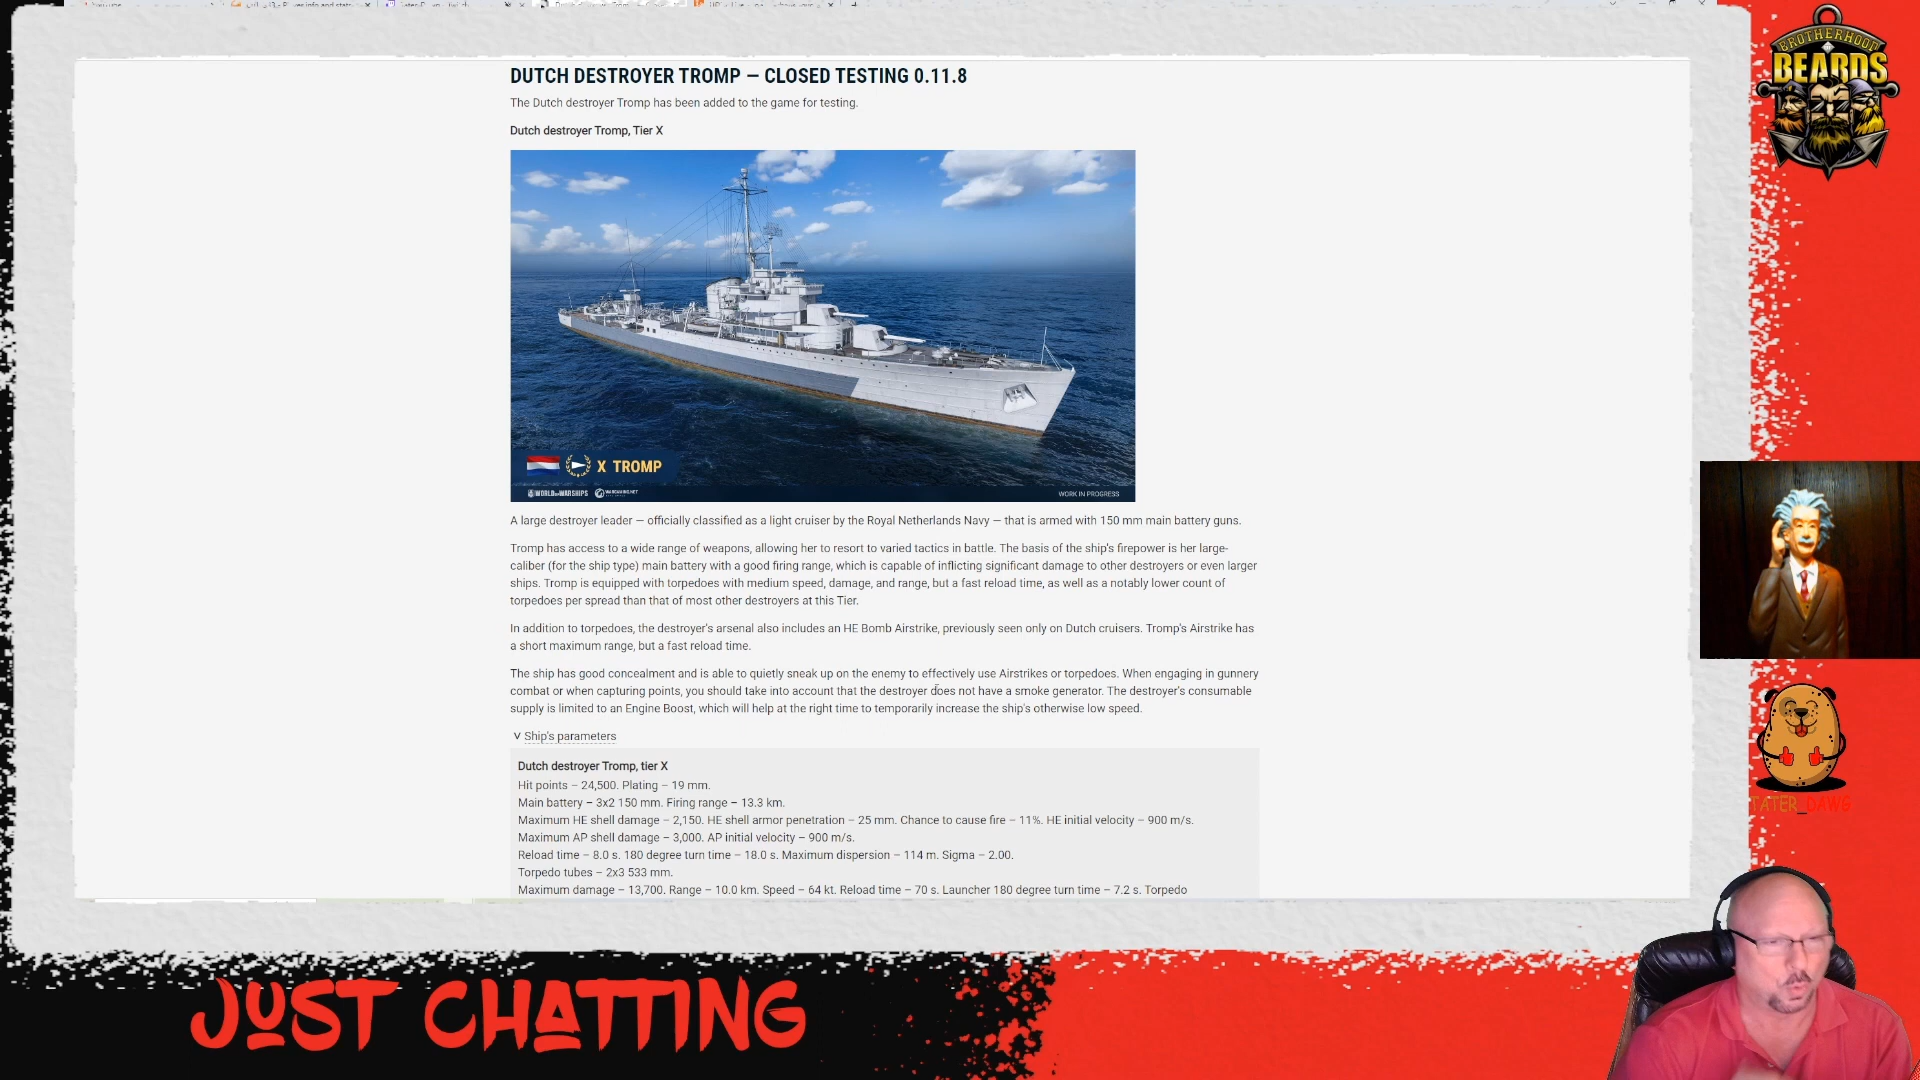 DUTCH DESTROYER TROMP — CLOSED TESTING 0.11.8
The Dutch destroyer Tromp has been added to the game for testing.
Dutch destroyer Tromp, Tier X
X TROMP
WORLD OF WARSHIPS WARGAMING.NET
WORK IN PROGRESS
A large destroyer leader — officially classified as a light cruiser by the Royal Netherlands Navy — that is armed with 150 mm main battery guns.
Tromp has access to a wide range of weapons, allowing her to resort to varied tactics in battle. The basis of the ship's firepower is her large-
caliber (for the ship type) main battery with a good firing range, which is capable of inflicting significant damage to other destroyers or even larger
ships. Tromp is equipped with torpedoes with medium speed, damage, and range, but a fast reload time, as well as a notably lower count of
torpedoes per spread than that of most other destroyers at this Tier.
In addition to torpedoes, the destroyer's arsenal also includes an HE Bomb Airstrike, previously seen only on Dutch cruisers. Tromp's Airstrike has
a short maximum range, but a fast reload time.
The ship has good concealment and is able to quietly sneak up on the enemy to effectively use Airstrikes or torpedoes. When engaging in gunnery
combat or when capturing points, you should take into account that the destroyer does not have a smoke generator. The destroyer's consumable
supply is limited to an Engine Boost, which will help at the right time to temporarily increase the ship's otherwise low speed.
v Ship's parameters
Dutch destroyer Tromp, tier X
Hit points – 24,500. Plating – 19 mm.
Main battery – 3x2 150 mm. Firing range – 13.3 km.
Maximum HE shell damage – 2,150. HE shell armor penetration – 25 mm. Chance to cause fire – 11%. HE initial velocity – 900 m/s.
Maximum AP shell damage – 3,000. AP initial velocity – 900 m/s.
Reload time – 8.0 s. 180 degree turn time – 18.0 s. Maximum dispersion – 114 m. Sigma – 2.00.
Torpedo tubes – 2x3 533 mm.
Maximum damage – 13,700. Range – 10.0 km. Speed – 64 kt. Reload time – 70 s. Launcher 180 degree turn time – 7.2 s. Torpedo
BROTHERHOOD
BEARDS
TATER_DAWG
JUST CHATTING